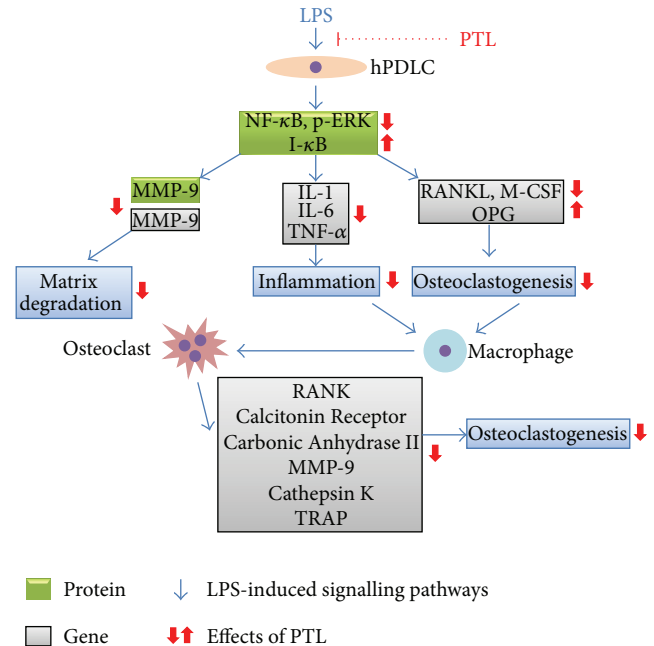 LPS
PTL
hPDLC
NF-κB, p-ERK
I-κB
MMP-9
MMP-9
IL-1
IL-6
TNF-α
RANKL, M-CSF
OPG
Matrix
degradation
Inflammation
Osteoclastogenesis
Osteoclast
Macrophage
RANK
Calcitonin Receptor
Carbonic Anhydrase II
MMP-9
Cathepsin K
TRAP
Osteoclastogenesis
Protein
LPS-induced signalling pathways
Gene
Effects of PTL